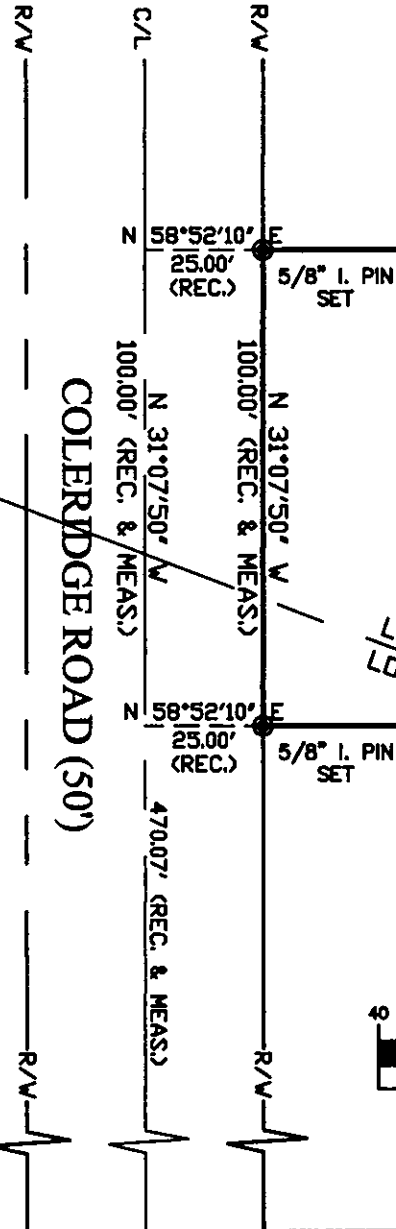 R/W
C/L
R/W
N 58°52'10" E
25.00'
(REC.)
5/8" I. PIN
SET
N 31°07'50" W
100.00' (REC. & MEAS.)
N 31°07'50" W
100.00' (REC. & MEAS.)
COLERIDGE ROAD (50')
N 58°52'10" E
25.00'
(REC.)
5/8" I. PIN
SET
470.07' (REC. & MEAS.)
40
R/W
R/W